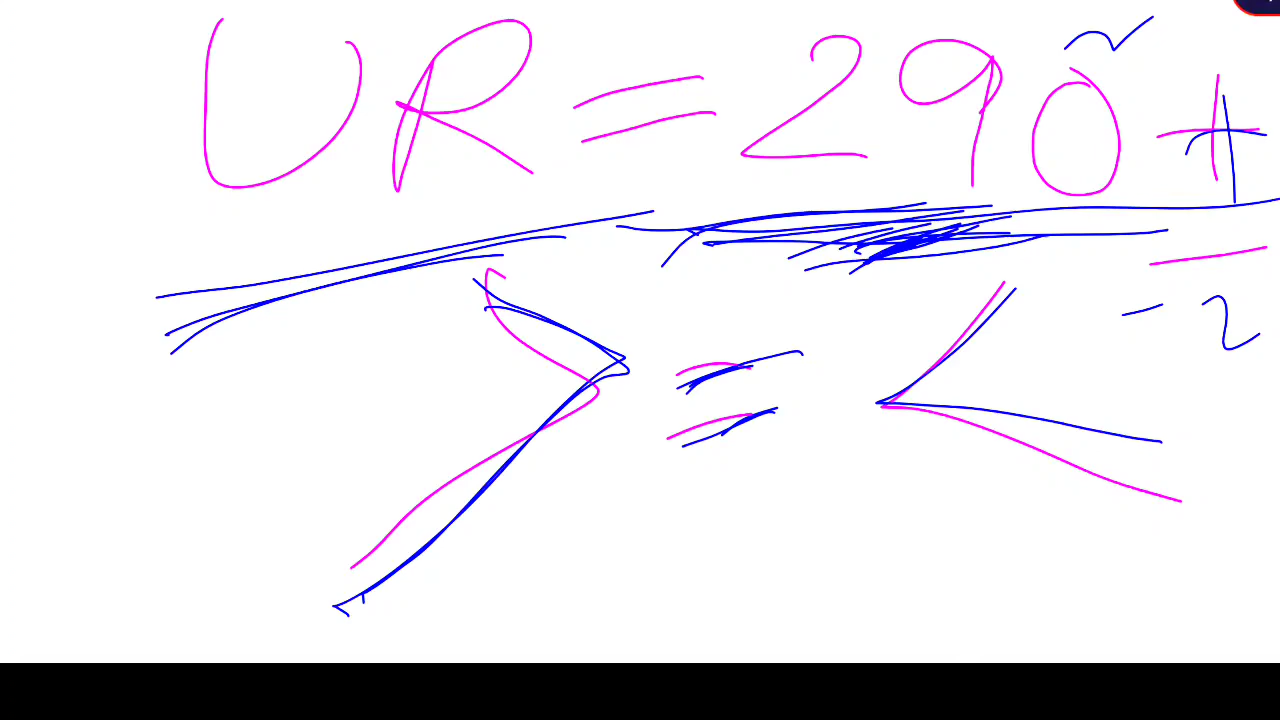 UR = 290 +
> = <